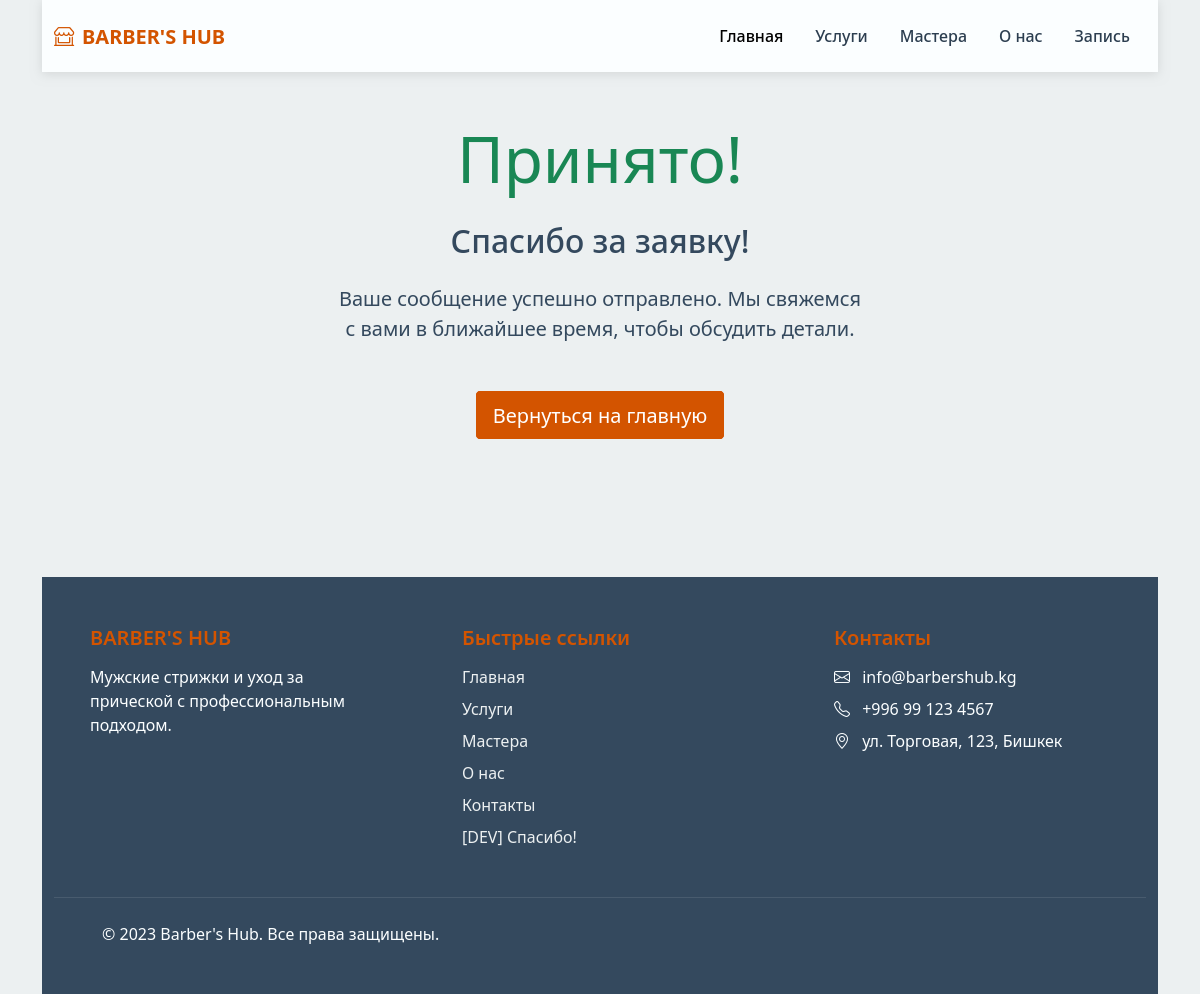 BARBER'S HUB
Главная
Услуги
Мастера
О нас
Запись
Принято!
Спасибо за заявку!
Ваше сообщение успешно отправлено. Мы свяжемся
с вами в ближайшее время, чтобы обсудить детали.
Вернуться на главную
BARBER'S HUB
Мужские стрижки и уход за
прической с профессиональным
подходом.
Быстрые ссылки
Главная
Услуги
Мастера
О нас
Контакты
[DEV] Спасибо!
Контакты
info@barbershub.kg
+996 99 123 4567
ул. Торговая, 123, Бишкек
© 2023 Barber's Hub. Все права защищены.